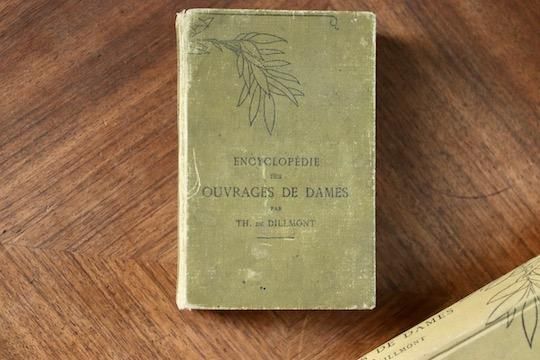 ENCYCLOPÉDIE
DES
OUVRAGES DE DAMES
PAR
TH. DE DILLMONT
DE DAMES
DILLMONT